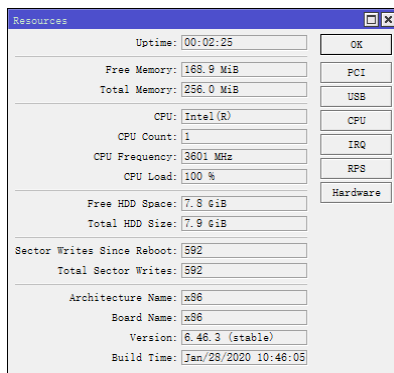 Resources
Uptime: 00:02:25
OK
Free Memory: 168.9 MiB
PCI
Total Memory: 256.0 MiB
USB
CPU: Intel(R)
CPU
CPU Count: 1
IRQ
CPU Frequency: 3601 MHz
RPS
CPU Load: 100 %
Hardware
Free HDD Space: 7.8 GiB
Total HDD Size: 7.9 GiB
Sector Writes Since Reboot: 592
Total Sector Writes: 592
Architecture Name: x86
Board Name: x86
Version: 6.46.3 (stable)
Build Time: Jan/28/2020 10:46:05